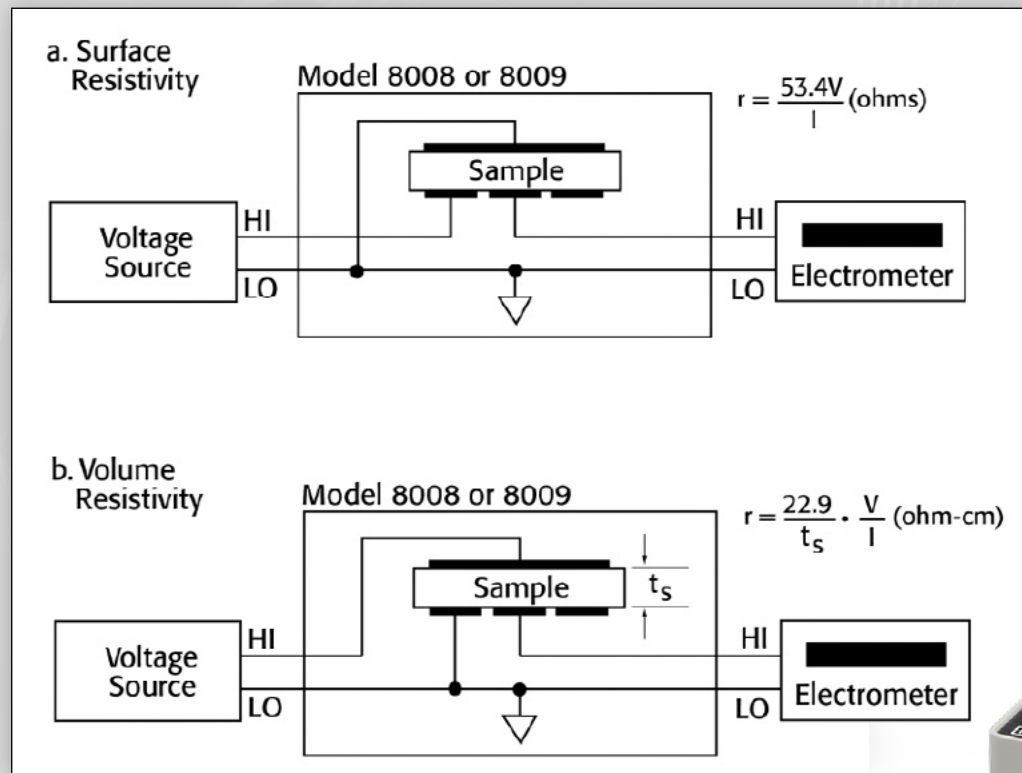 a. Surface
Resistivity
Model 8008 or 8009
r = 53.4V / I (ohms)
Sample
Voltage
Source
HI
LO
HI
LO
Electrometer
b. Volume
Resistivity
Model 8008 or 8009
r = 22.9 / ts · V / I (ohm-cm)
Sample
ts
Voltage
Source
HI
LO
HI
LO
Electrometer